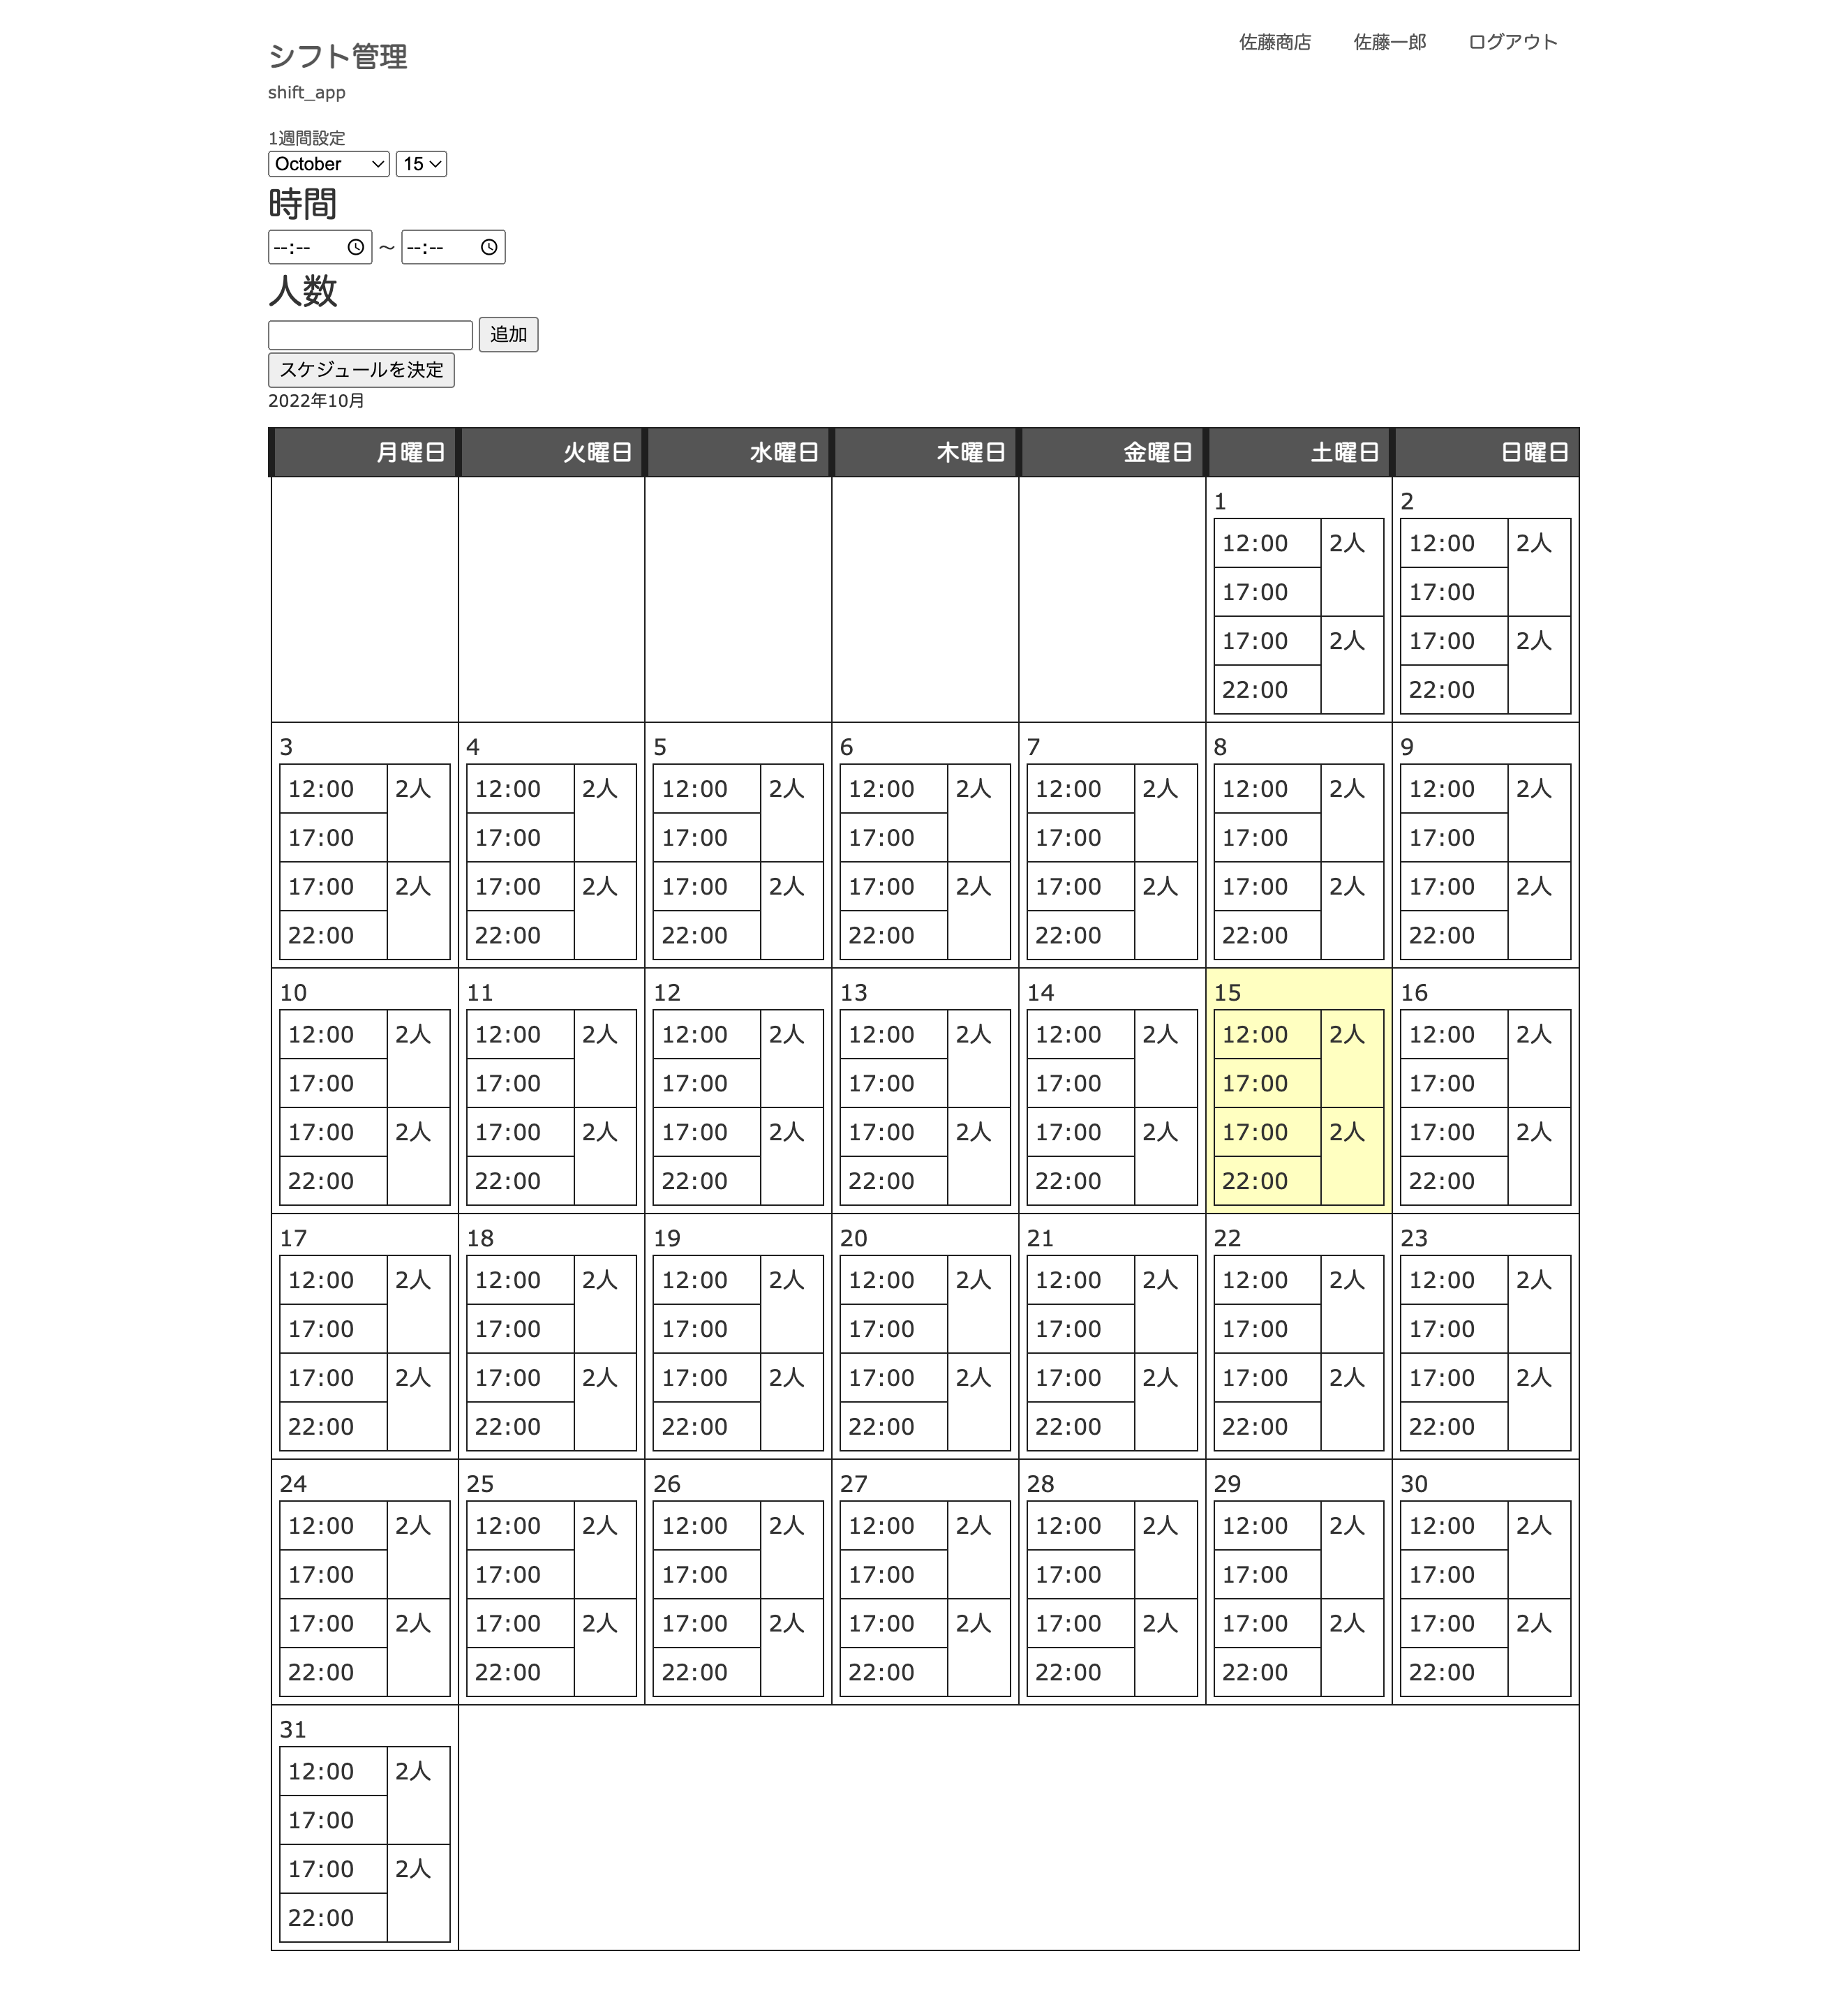 シフト管理
佐藤商店 佐藤一郎 ログアウト
shift_app
1週間設定
October 15
時間
--:-- ～ --:--
人数
追加
スケジュールを決定
2022年10月
月曜日 火曜日 水曜日 木曜日 金曜日 土曜日 日曜日
1 2
12:00 2人 12:00 2人
17:00 17:00
17:00 2人 17:00 2人
22:00 22:00
3 4 5 6 7 8 9
12:00 2人 12:00 2人 12:00 2人 12:00 2人 12:00 2人 12:00 2人 12:00 2人
17:00 17:00 17:00 17:00 17:00 17:00 17:00
17:00 2人 17:00 2人 17:00 2人 17:00 2人 17:00 2人 17:00 2人 17:00 2人
22:00 22:00 22:00 22:00 22:00 22:00 22:00
10 11 12 13 14 15 16
12:00 2人 12:00 2人 12:00 2人 12:00 2人 12:00 2人 12:00 2人 12:00 2人
17:00 17:00 17:00 17:00 17:00 17:00 17:00
17:00 2人 17:00 2人 17:00 2人 17:00 2人 17:00 2人 17:00 2人 17:00 2人
22:00 22:00 22:00 22:00 22:00 22:00 22:00
17 18 19 20 21 22 23
12:00 2人 12:00 2人 12:00 2人 12:00 2人 12:00 2人 12:00 2人 12:00 2人
17:00 17:00 17:00 17:00 17:00 17:00 17:00
17:00 2人 17:00 2人 17:00 2人 17:00 2人 17:00 2人 17:00 2人 17:00 2人
22:00 22:00 22:00 22:00 22:00 22:00 22:00
24 25 26 27 28 29 30
12:00 2人 12:00 2人 12:00 2人 12:00 2人 12:00 2人 12:00 2人 12:00 2人
17:00 17:00 17:00 17:00 17:00 17:00 17:00
17:00 2人 17:00 2人 17:00 2人 17:00 2人 17:00 2人 17:00 2人 17:00 2人
22:00 22:00 22:00 22:00 22:00 22:00 22:00
31
12:00 2人
17:00
17:00 2人
22:00